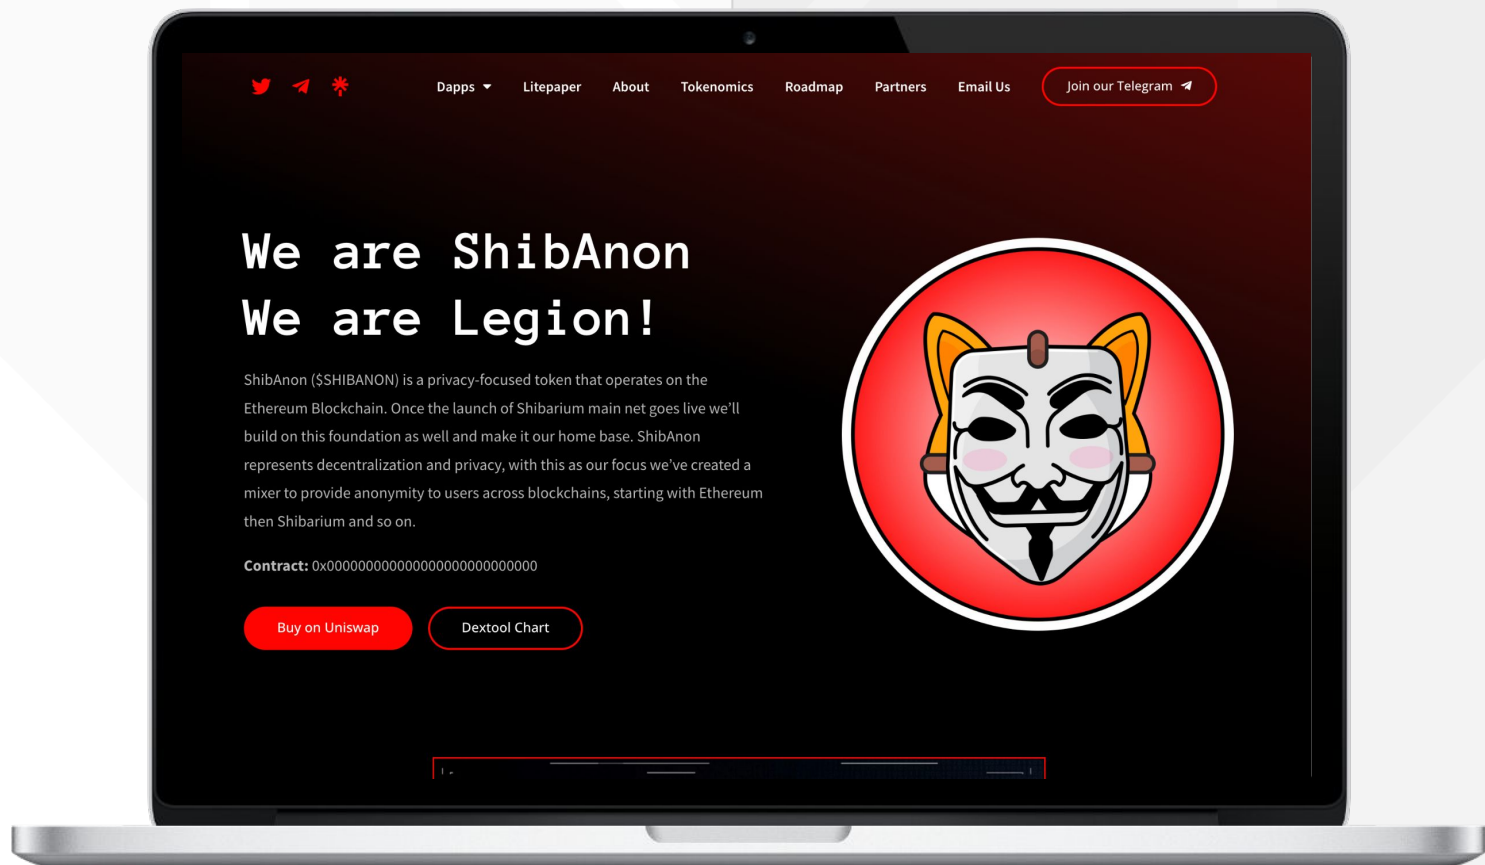 Dapps Litepaper About Tokenomics Roadmap Partners Email Us Join our Telegram
We are ShibAnon
We are Legion!
ShibAnon ($SHIBANON) is a privacy-focused token that operates on the
Ethereum Blockchain. Once the launch of Shibarium main net goes live we’ll
build on this foundation as well and make it our home base. ShibAnon
represents decentralization and privacy, with this as our focus we’ve created a
mixer to provide anonymity to users across blockchains, starting with Ethereum
then Shibarium and so on.
Contract: 0x000000000000000000000000000
Buy on Uniswap Dextool Chart